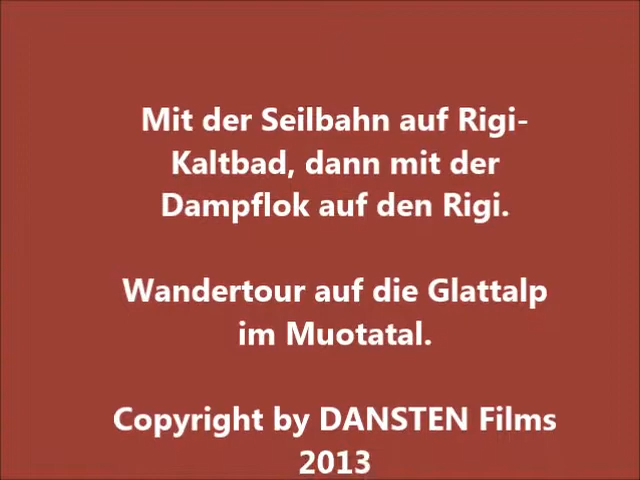 Mit der Seilbahn auf Rigi-
Kaltbad, dann mit der
Dampflok auf den Rigi.
Wandertour auf die Glattalp
im Muotatal.
Copyright by DANSTEN Films
2013